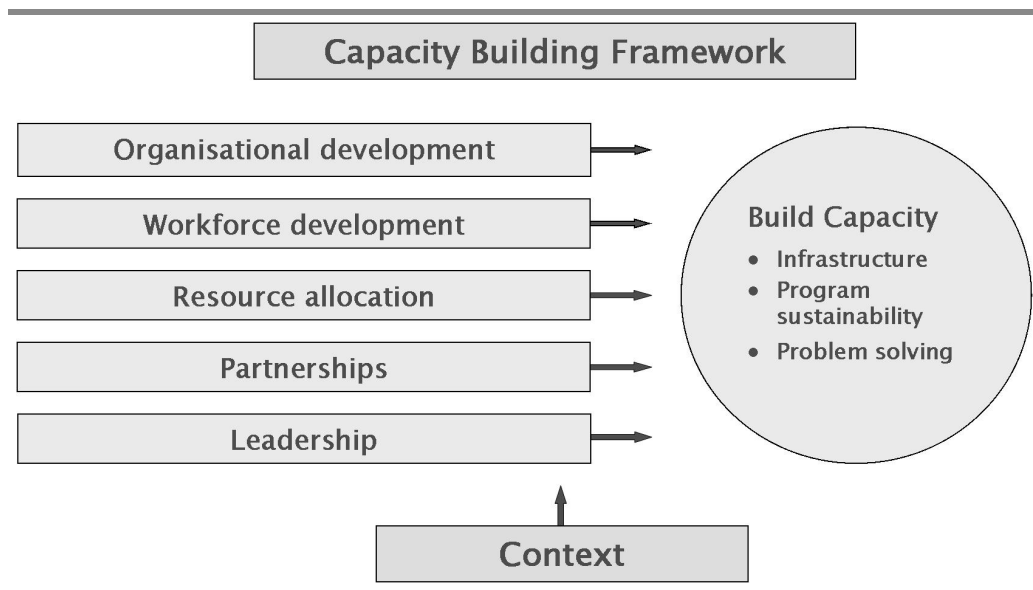 Capacity Building Framework
Organisational development
Workforce development
Resource allocation
Partnerships
Leadership
Build Capacity
• Infrastructure
• Program
sustainability
• Problem solving
Context